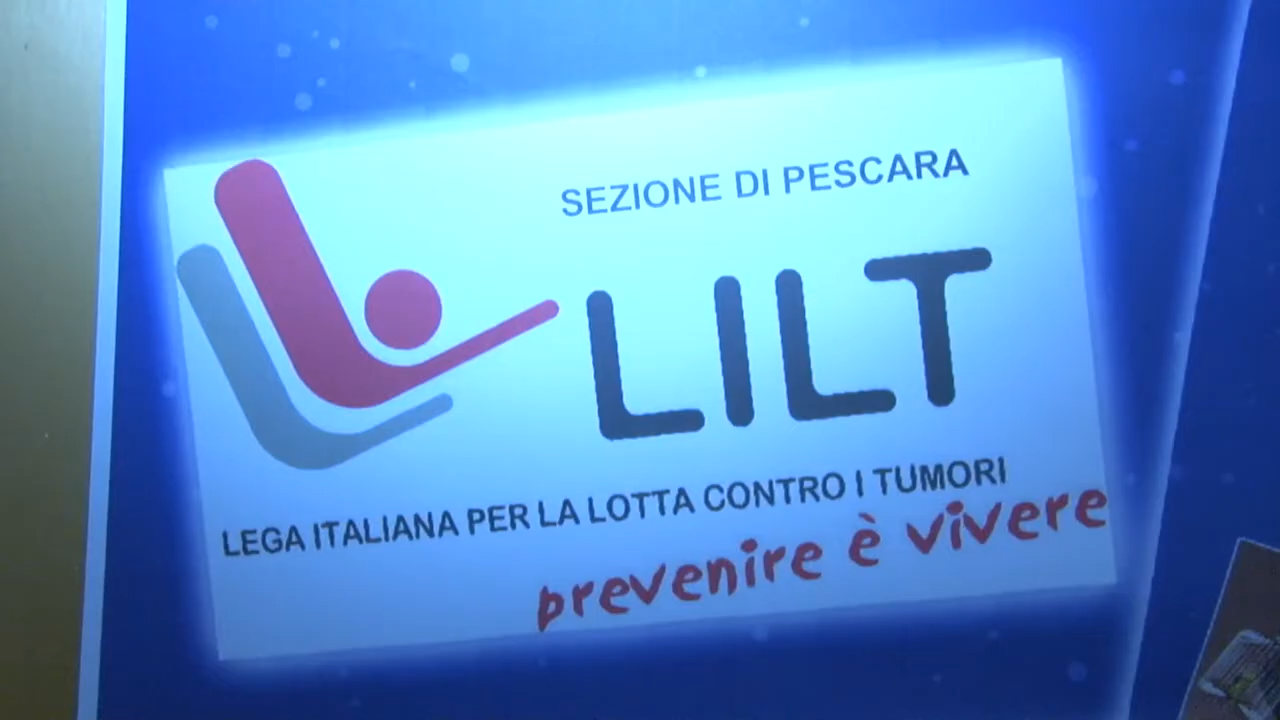 SEZIONE DI PESCARA
LILT
LEGA ITALIANA PER LA LOTTA CONTRO I TUMORI
prevenire è vivere